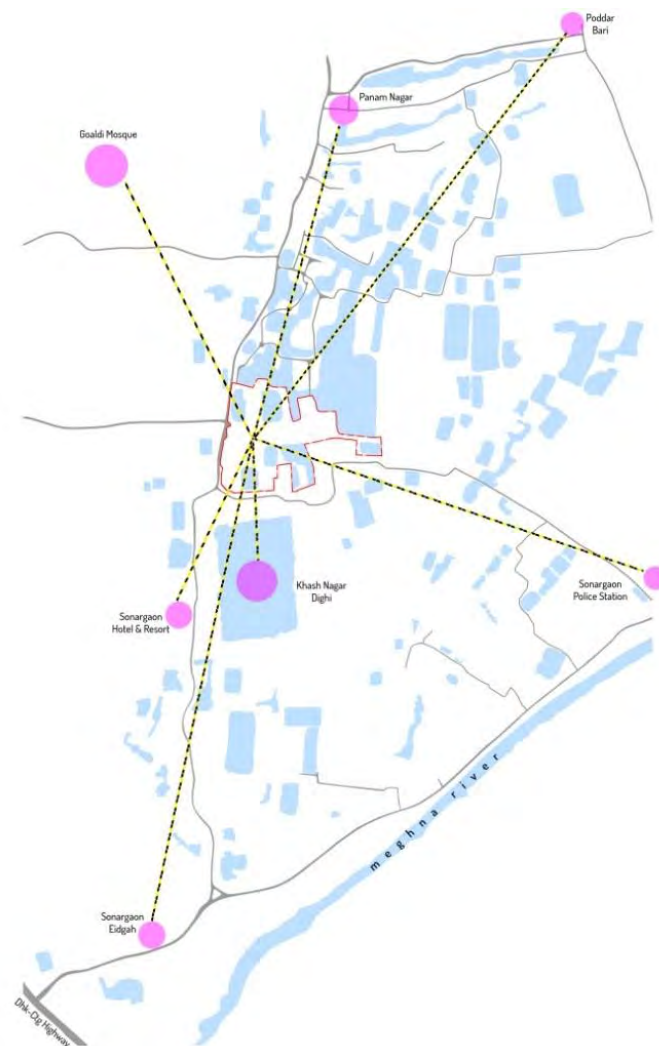 Poddar
Bari
Panam Nagar
Goaldi Mosque
Khash Nagar
Dighi
Sonargaon
Police Station
Sonargaon
Hotel & Resort
meghna river
Sonargaon
Eidgah
Dhk-Ctg Highway